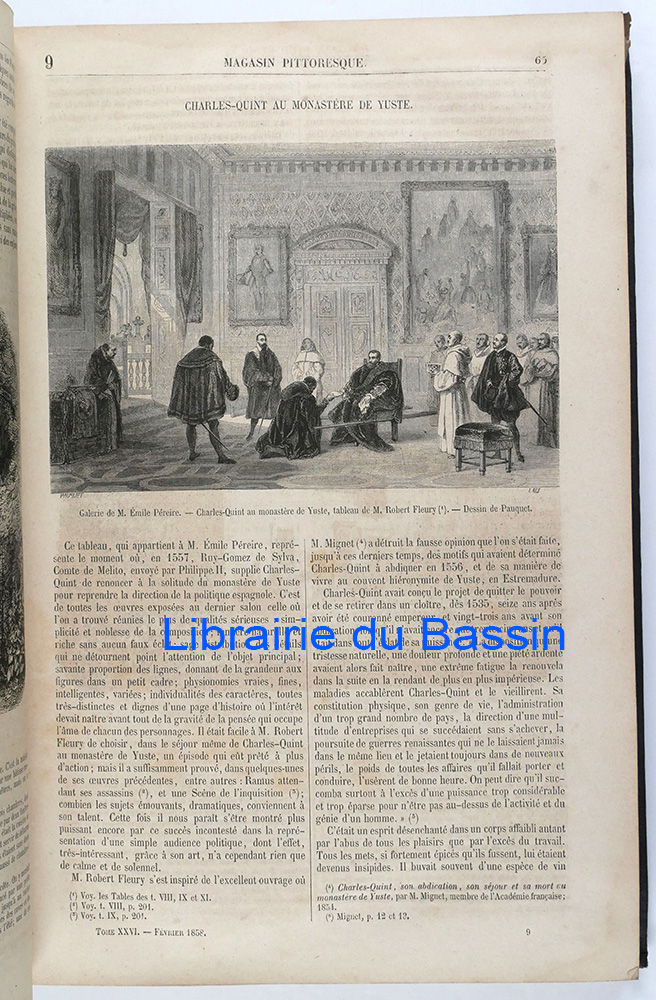 9 MAGASIN PITTORESQUE. 65
CHARLES-QUINT AU MONASTÈRE DE YUSTE.
PAUQUET
Galerie de M. Émile Péreire. — Charles-Quint au monastère de Yuste, tableau de M. Robert Fleury (¹). — Dessin de Pauquet.
Ce tableau, qui appartient à M. Émile Péreire, repré-
sente le moment où, en 1557, Ruy-Gomez de Sylva,
Comte de Melito, envoyé par Philippe II, supplie Charles-
Quint de renoncer à la solitude du monastère de Yuste
pour reprendre la direction de la politique espagnole. C'est
de toutes les œuvres exposées au dernier salon celle où
l'on a trouvé réunies le plus de qualités sérieuses : sim-
plicité et noblesse de la composition;
riche sans aucun faux
qui ne détournent point l'attention de l'objet principal;
savante proportion des lignes, donnant de la grandeur aux
figures dans un petit cadre; physionomies vraies, fines,
intelligentes, variées; individualités des caractères, toutes
très-distinctes et dignes d'une page d'histoire où l'intérêt
devait naître avant tout de la gravité de la pensée qui occupe
l'âme de chacun des personnages. Il était facile à M. Robert
Fleury de choisir, dans le séjour même de Charles-Quint
au monastère de Yuste, un épisode qui eût prêté à plus
d'action; mais il a suffisamment prouvé, dans quelques-unes
de ses œuvres précédentes, entre autres : Ramus atten-
dant ses assassins (²), et une Scène de l'inquisition (³);
combien les sujets émouvants, dramatiques, conviennent à
son talent. Cette fois il nous paraît s'être montré plus
puissant encore par ce succès incontesté dans la repré-
sentation d'une simple audience politique, dont l'effet,
très-intéressant, grâce à son art, n'a cependant rien que
de calme et de solennel.
M. Robert Fleury s'est inspiré de l'excellent ouvrage où
(¹) Voy. les Tables des t. VIII, IX et XI.
(²) Voy. t. VIII, p. 201.
(³) Voy. t. IX, p. 201.
TOME XXVI. — FÉVRIER 1858.
M. Mignet (⁴) a détruit la fausse opinion que l'on s'était faite,
jusqu'à ces derniers temps, des motifs qui avaient déterminé
Charles-Quint à abdiquer en 1556, et de sa manière de
vivre au couvent hiéronymite de Yuste, en Estremadure.
Charles-Quint avait conçu le projet de quitter le pouvoir
et de se retirer dans un cloître, dès 1535, seize ans après
avoir été couronné empereur et vingt-trois ans avant son
tristesse naturelle, une douleur profonde et une piété ardente
avaient alors fait naître, une extrême fatigue la renouvela
dans la suite en la rendant de plus en plus impérieuse. Les
maladies accablèrent Charles-Quint et le vieillirent. Sa
constitution physique, son genre de vie, l'administration
d'un trop grand nombre de pays, la direction d'une mul-
titude d'entreprises qui se succédaient sans s'achever, la
poursuite de guerres renaissantes qui ne le laissaient jamais
dans le même lieu et le jetaient toujours dans de nouveaux
périls, le poids de toutes les affaires qu'il fallait porter et
conduire, l'usèrent de bonne heure. On peut dire qu'il suc-
comba surtout à l'excès d'une puissance trop considérable
et trop éparse pour n'être pas au-dessus de l'activité et du
génie d'un homme. » (⁵)
C'était un esprit désenchanté dans un corps affaibli autant
par l'abus de tous les plaisirs que par l'excès du travail.
Tous les mets, si fortement épicés qu'ils fussent, lui étaient
devenus insipides. Il buvait souvent d'une espèce de vin
(⁴) Charles-Quint, son abdication, son séjour et sa mort au
monastère de Yuste, par M. Mignet, membre de l'Académie française;
1854.
(⁵) Mignet, p. 12 et 13.
9
Librairie du Bassin